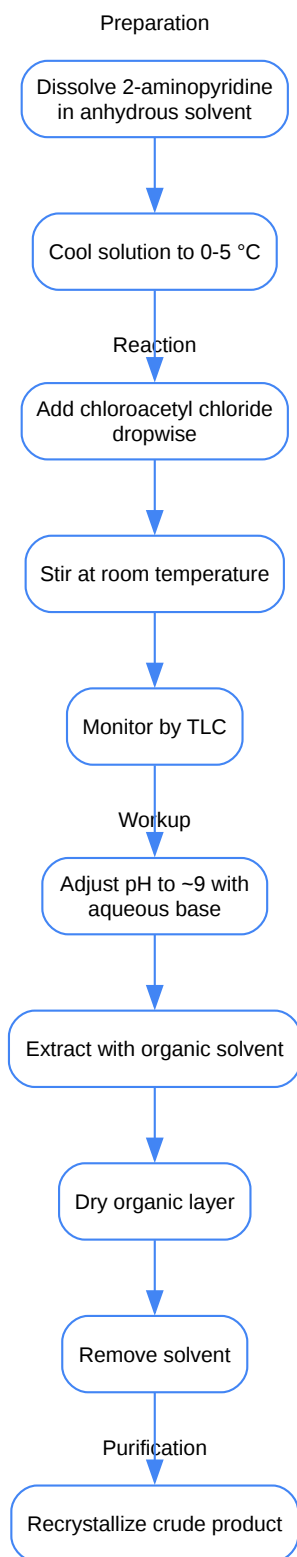 Preparation
Dissolve 2-aminopyridine
in anhydrous solvent
Cool solution to 0-5 °C
Reaction
Add chloroacetyl chloride
dropwise
Stir at room temperature
Monitor by TLC
Workup
Adjust pH to ~9 with
aqueous base
Extract with organic solvent
Dry organic layer
Remove solvent
Purification
Recrystallize crude product